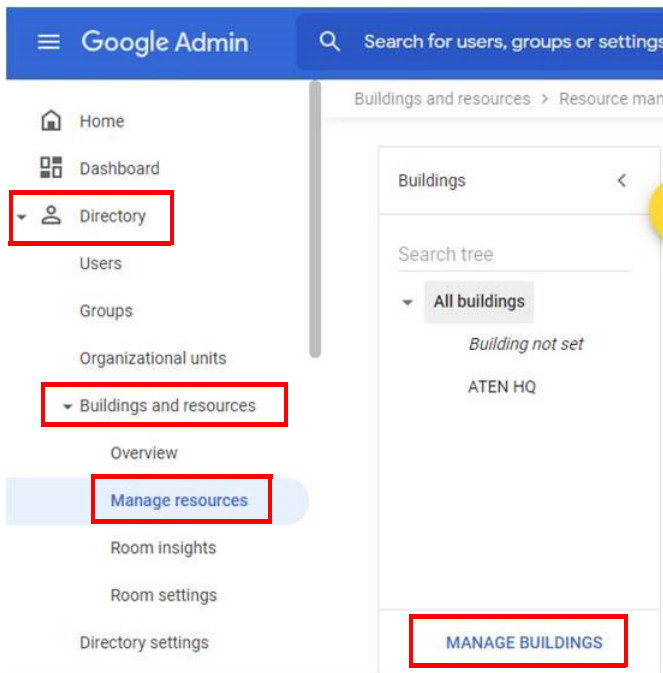 Google Admin
Search for users, groups or settings
Buildings and resources > Resource man
Home
Dashboard
Directory
Users
Groups
Organizational units
Buildings and resources
Overview
Manage resources
Room insights
Room settings
Directory settings
Buildings
Search tree
All buildings
Building not set
ATEN HQ
MANAGE BUILDINGS